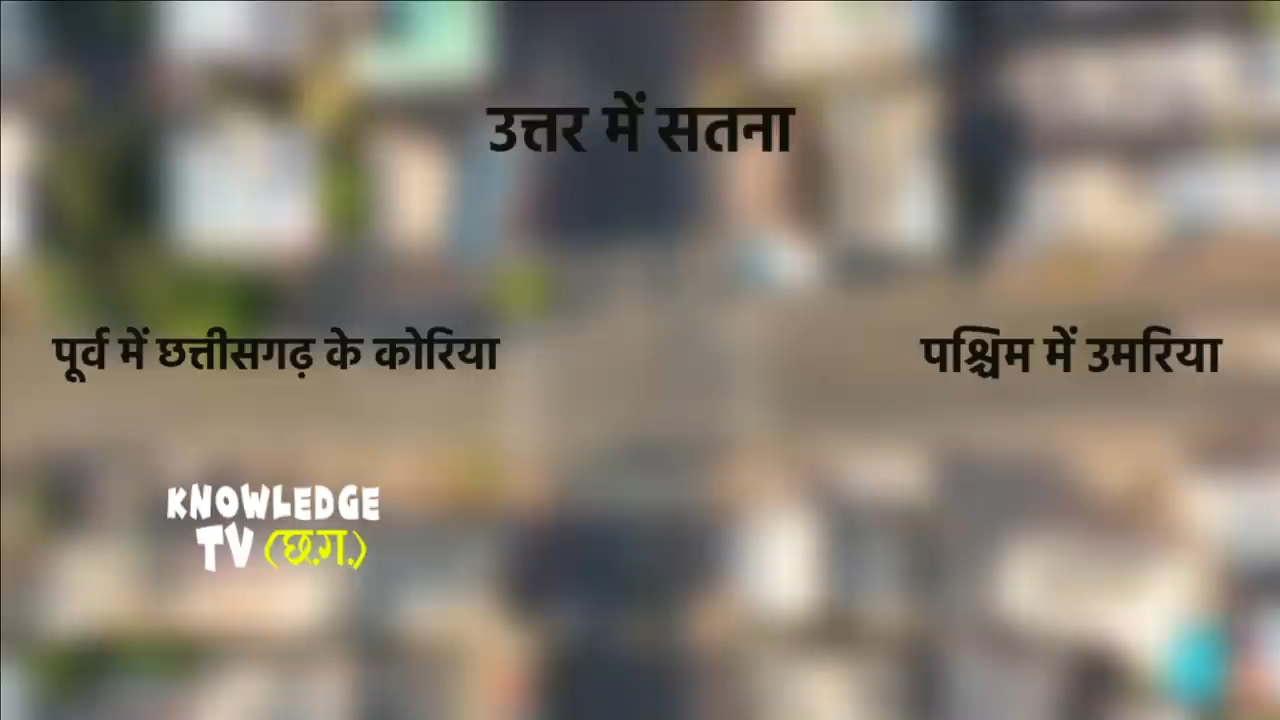 उत्तर में सतना
पूर्व में छत्तीसगढ़ के कोरिया
पश्चिम में उमरिया
KNOWLEDGE
TV (छ.ग.)